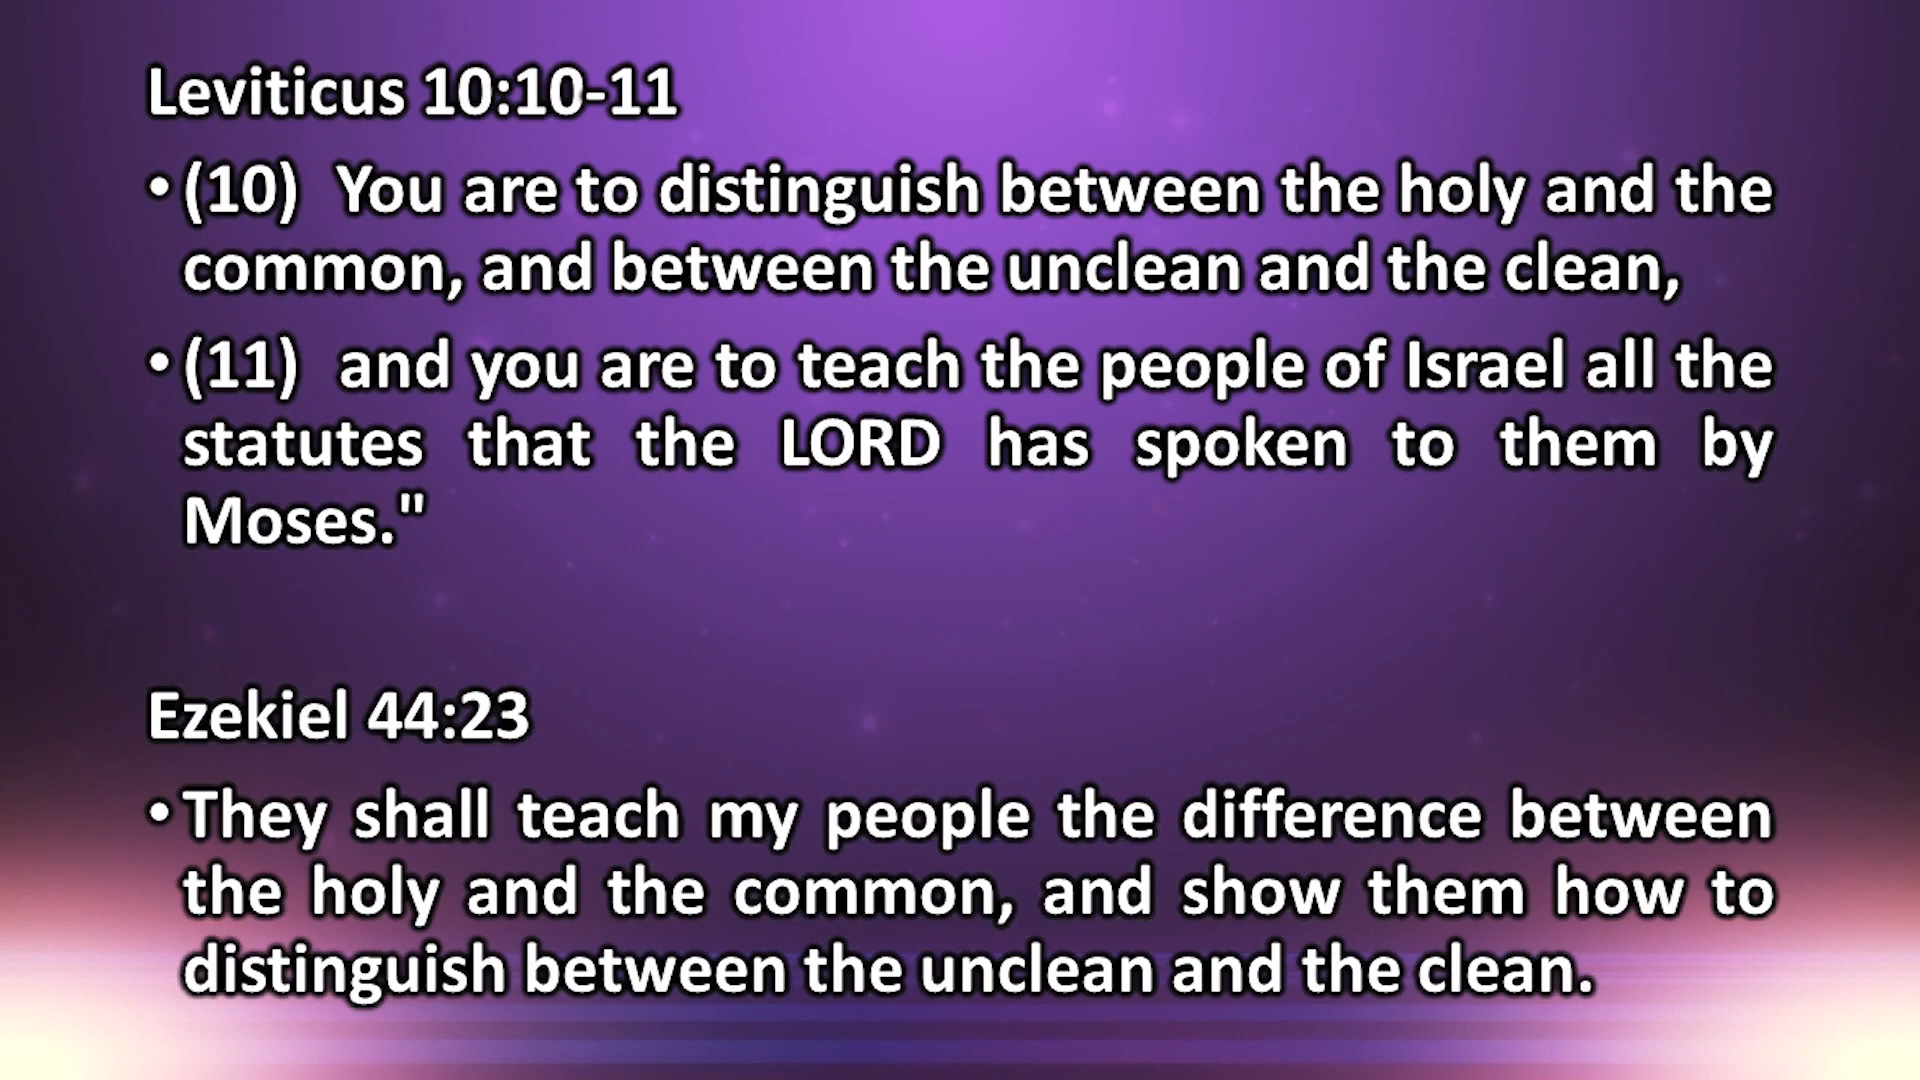 Leviticus 10:10-11
• (10)  You are to distinguish between the holy and the
common, and between the unclean and the clean,
• (11)  and you are to teach the people of Israel all the
statutes that the LORD has spoken to them by
Moses."
Ezekiel 44:23
• They shall teach my people the difference between
the holy and the common, and show them how to
distinguish between the unclean and the clean.